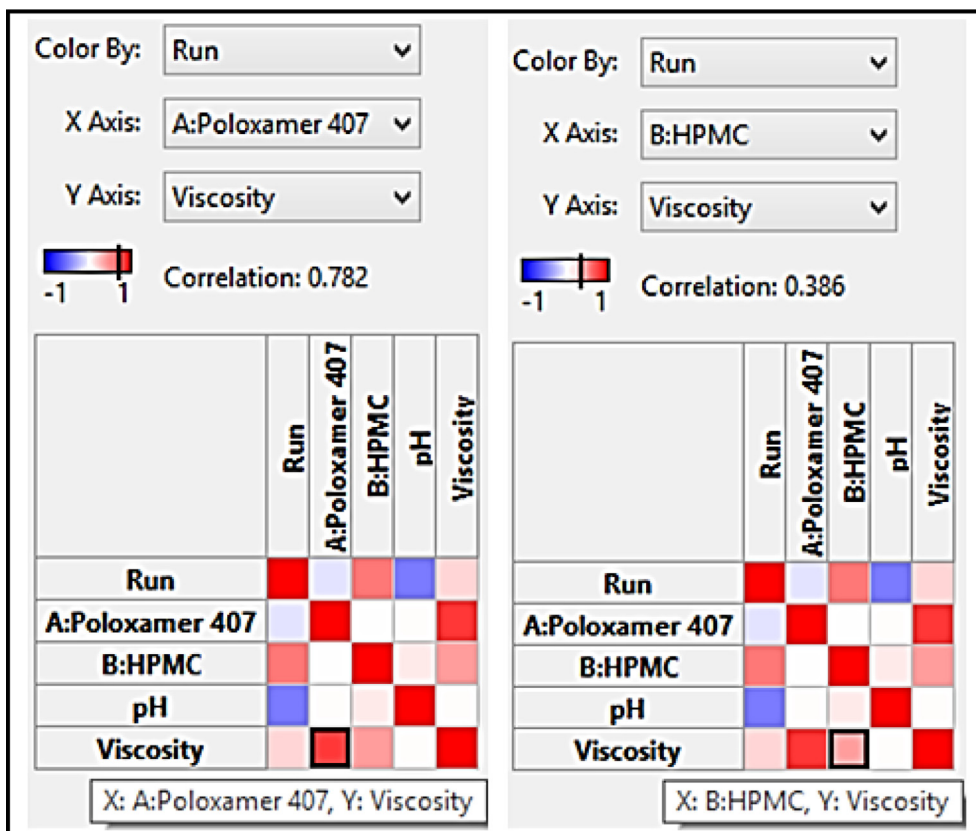 Color By: Run
X Axis: A:Poloxamer 407
Y Axis: Viscosity
-1 1 Correlation: 0.782
Run A:Poloxamer 407 B:HPMC pH Viscosity
Run
A:Poloxamer 407
B:HPMC
pH
Viscosity
X: A:Poloxamer 407, Y: Viscosity
Color By: Run
X Axis: B:HPMC
Y Axis: Viscosity
-1 1 Correlation: 0.386
Run A:Poloxamer 407 B:HPMC pH Viscosity
Run
A:Poloxamer 407
B:HPMC
pH
Viscosity
X: B:HPMC, Y: Viscosity